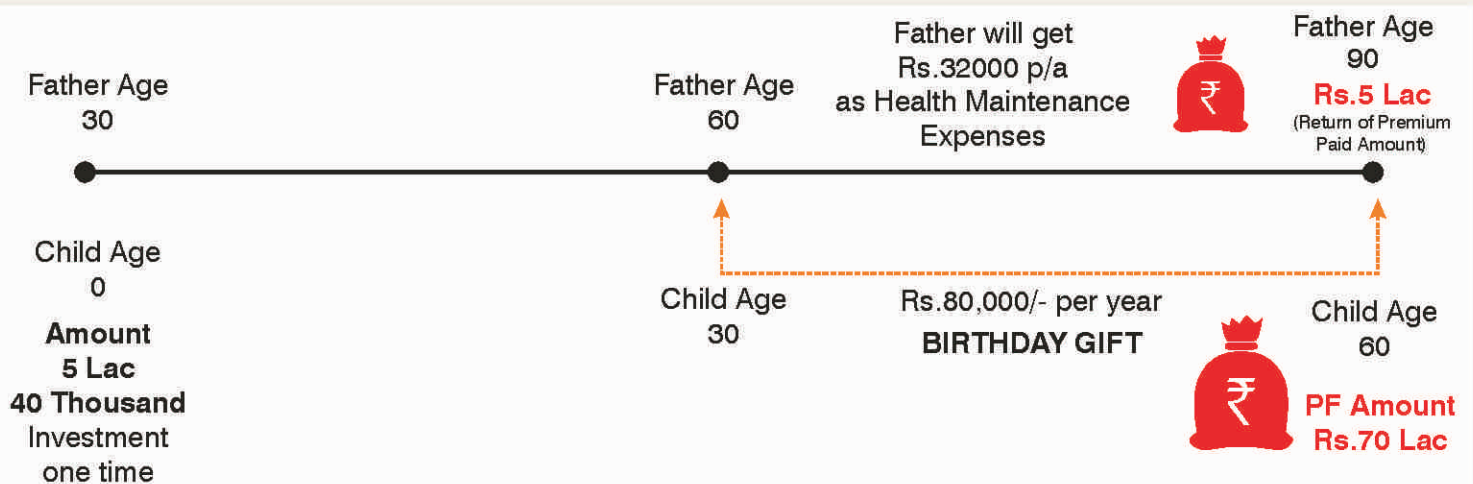 Father Age
30
Father Age
60
Father will get
Rs.32000 p/a
as Health Maintenance
Expenses
₹
Father Age
90
Rs.5 Lac
(Return of Premium
Paid Amount)
Child Age
0
Amount
5 Lac
40 Thousand
Investment
one time
Child Age
30
Rs.80,000/- per year
BIRTHDAY GIFT
₹
Child Age
60
PF Amount
Rs.70 Lac